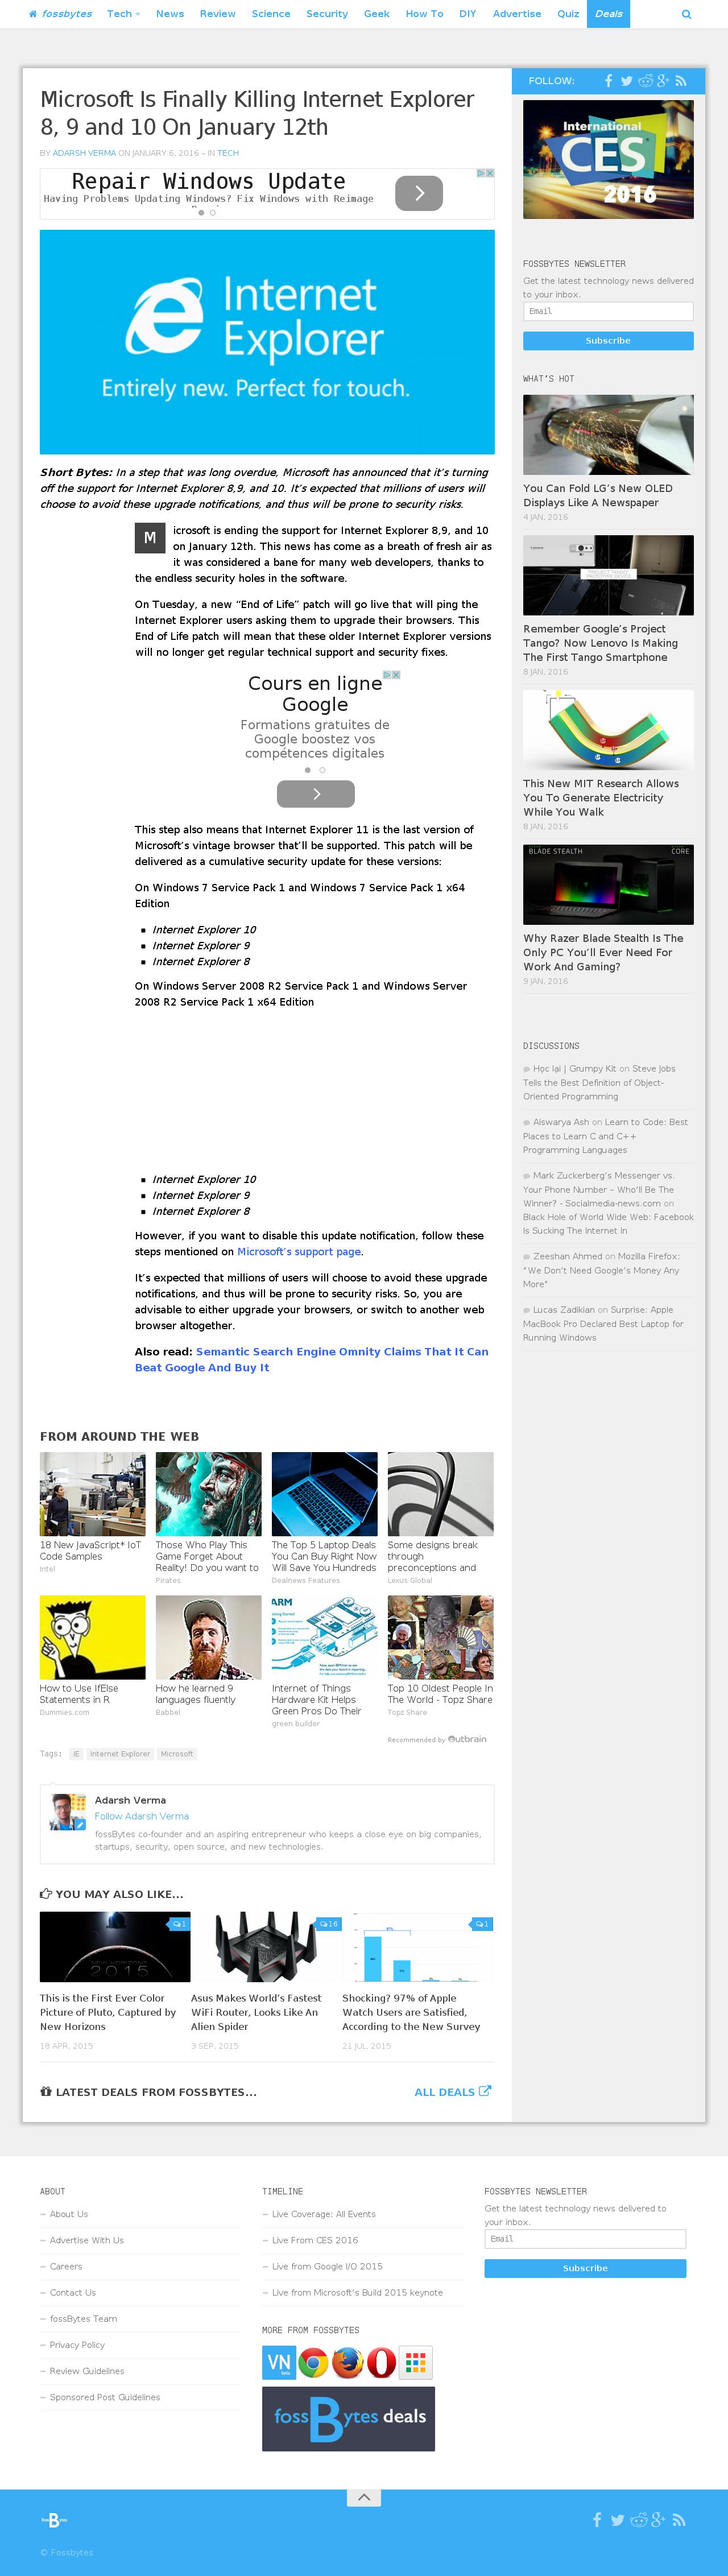 fossbytes Tech News Review Science Security Geek How To DIY Advertise Quiz Deals
Microsoft Is Finally Killing Internet Explorer
8, 9 and 10 On January 12th
BY ADARSH VERMA ON JANUARY 6, 2016 – IN TECH
Repair Windows Update
Having Problems Updating Windows? Fix Windows with Reimage
Internet
Explorer
Entirely new. Perfect for touch.
Short Bytes: In a step that was long overdue, Microsoft has announced that it's turning
off the support for Internet Explorer 8,9, and 10. It's expected that millions of users will
choose to avoid these upgrade notifications, and thus will be prone to security risks.
Microsoft is ending the support for Internet Explorer 8,9, and 10
on January 12th. This news has come as a breath of fresh air as
it was considered a bane for many web developers, thanks to
the endless security holes in the software.
On Tuesday, a new “End of Life” patch will go live that will ping the
Internet Explorer users asking them to upgrade their browsers. This
End of Life patch will mean that these older Internet Explorer versions
will no longer get regular technical support and security fixes.
Cours en ligne
Google
Formations gratuites de
Google boostez vos
compétences digitales
This step also means that Internet Explorer 11 is the last version of
Microsoft's vintage browser that'll be supported. This patch will be
delivered as a cumulative security update for these versions:
On Windows 7 Service Pack 1 and Windows 7 Service Pack 1 x64
Edition
Internet Explorer 10
Internet Explorer 9
Internet Explorer 8
On Windows Server 2008 R2 Service Pack 1 and Windows Server
2008 R2 Service Pack 1 x64 Edition
Internet Explorer 10
Internet Explorer 9
Internet Explorer 8
However, if you want to disable this update notification, follow these
steps mentioned on Microsoft's support page.
It's expected that millions of users will choose to avoid these upgrade
notifications, and thus will be prone to security risks. So, you are
advisable to either upgrade your browsers, or switch to another web
browser altogether.
Also read: Semantic Search Engine Omnity Claims That It Can
Beat Google And Buy It
FROM AROUND THE WEB
18 New JavaScript* IoT
Code Samples
Intel
Those Who Play This
Game Forget About
Reality! Do you want to
Pirates
The Top 5 Laptop Deals
You Can Buy Right Now
Will Save You Hundreds
Dealnews Features
Some designs break
through
preconceptions and
Lexus Global
How to Use IfElse
Statements in R
Dummies.com
How he learned 9
languages fluently
Babbel
ARM
Internet of Things
Hardware Kit Helps
Green Pros Do Their
green builder
Top 10 Oldest People In
The World - Topz Share
Topz Share
Recommended by Outbrain
Tags: IE Internet Explorer Microsoft
Adarsh Verma
Follow Adarsh Verma
fossBytes co-founder and an aspiring entrepreneur who keeps a close eye on big companies,
startups, security, open source, and new technologies.
YOU MAY ALSO LIKE...
1
NEW HORIZONS
2015
This is the First Ever Color
Picture of Pluto, Captured by
New Horizons
18 APR, 2015
16
Asus Makes World's Fastest
WiFi Router, Looks Like An
Alien Spider
3 SEP, 2015
1
Shocking? 97% of Apple
Watch Users are Satisfied,
According to the New Survey
21 JUL, 2015
LATEST DEALS FROM FOSSBYTES...
ALL DEALS
FOLLOW:
International
CES
2016
FOSSBYTES NEWSLETTER
Get the latest technology news delivered
to your inbox.
Email
Subscribe
WHAT'S HOT
You Can Fold LG's New OLED
Displays Like A Newspaper
4 JAN, 2016
Remember Google's Project
Tango? Now Lenovo Is Making
The First Tango Smartphone
8 JAN, 2016
This New MIT Research Allows
You To Generate Electricity
While You Walk
8 JAN, 2016
BLADE STEALTH CORE
Why Razer Blade Stealth Is The
Only PC You'll Ever Need For
Work And Gaming?
9 JAN, 2016
DISCUSSIONS
Học lại | Grumpy Kit on Steve Jobs
Tells the Best Definition of Object-
Oriented Programming
Aiswarya Ash on Learn to Code: Best
Places to Learn C and C++
Programming Languages
Mark Zuckerberg's Messenger vs.
Your Phone Number – Who'll Be The
Winner? - Socialmedia-news.com on
Black Hole of World Wide Web: Facebook
Is Sucking The Internet In
Zeeshan Ahmed on Mozilla Firefox:
"We Don't Need Google's Money Any
More"
Lucas Zadikian on Surprise: Apple
MacBook Pro Declared Best Laptop for
Running Windows
ABOUT
About Us
Advertise With Us
Careers
Contact Us
fossBytes Team
Privacy Policy
Review Guidelines
Sponsored Post Guidelines
TIMELINE
Live Coverage: All Events
Live From CES 2016
Live from Google I/O 2015
Live from Microsoft's Build 2015 keynote
MORE FROM FOSSBYTES
VN
beta
fossBytes deals
FOSSBYTES NEWSLETTER
Get the latest technology news delivered to
your inbox.
Email
Subscribe
fossBytes
© Fossbytes